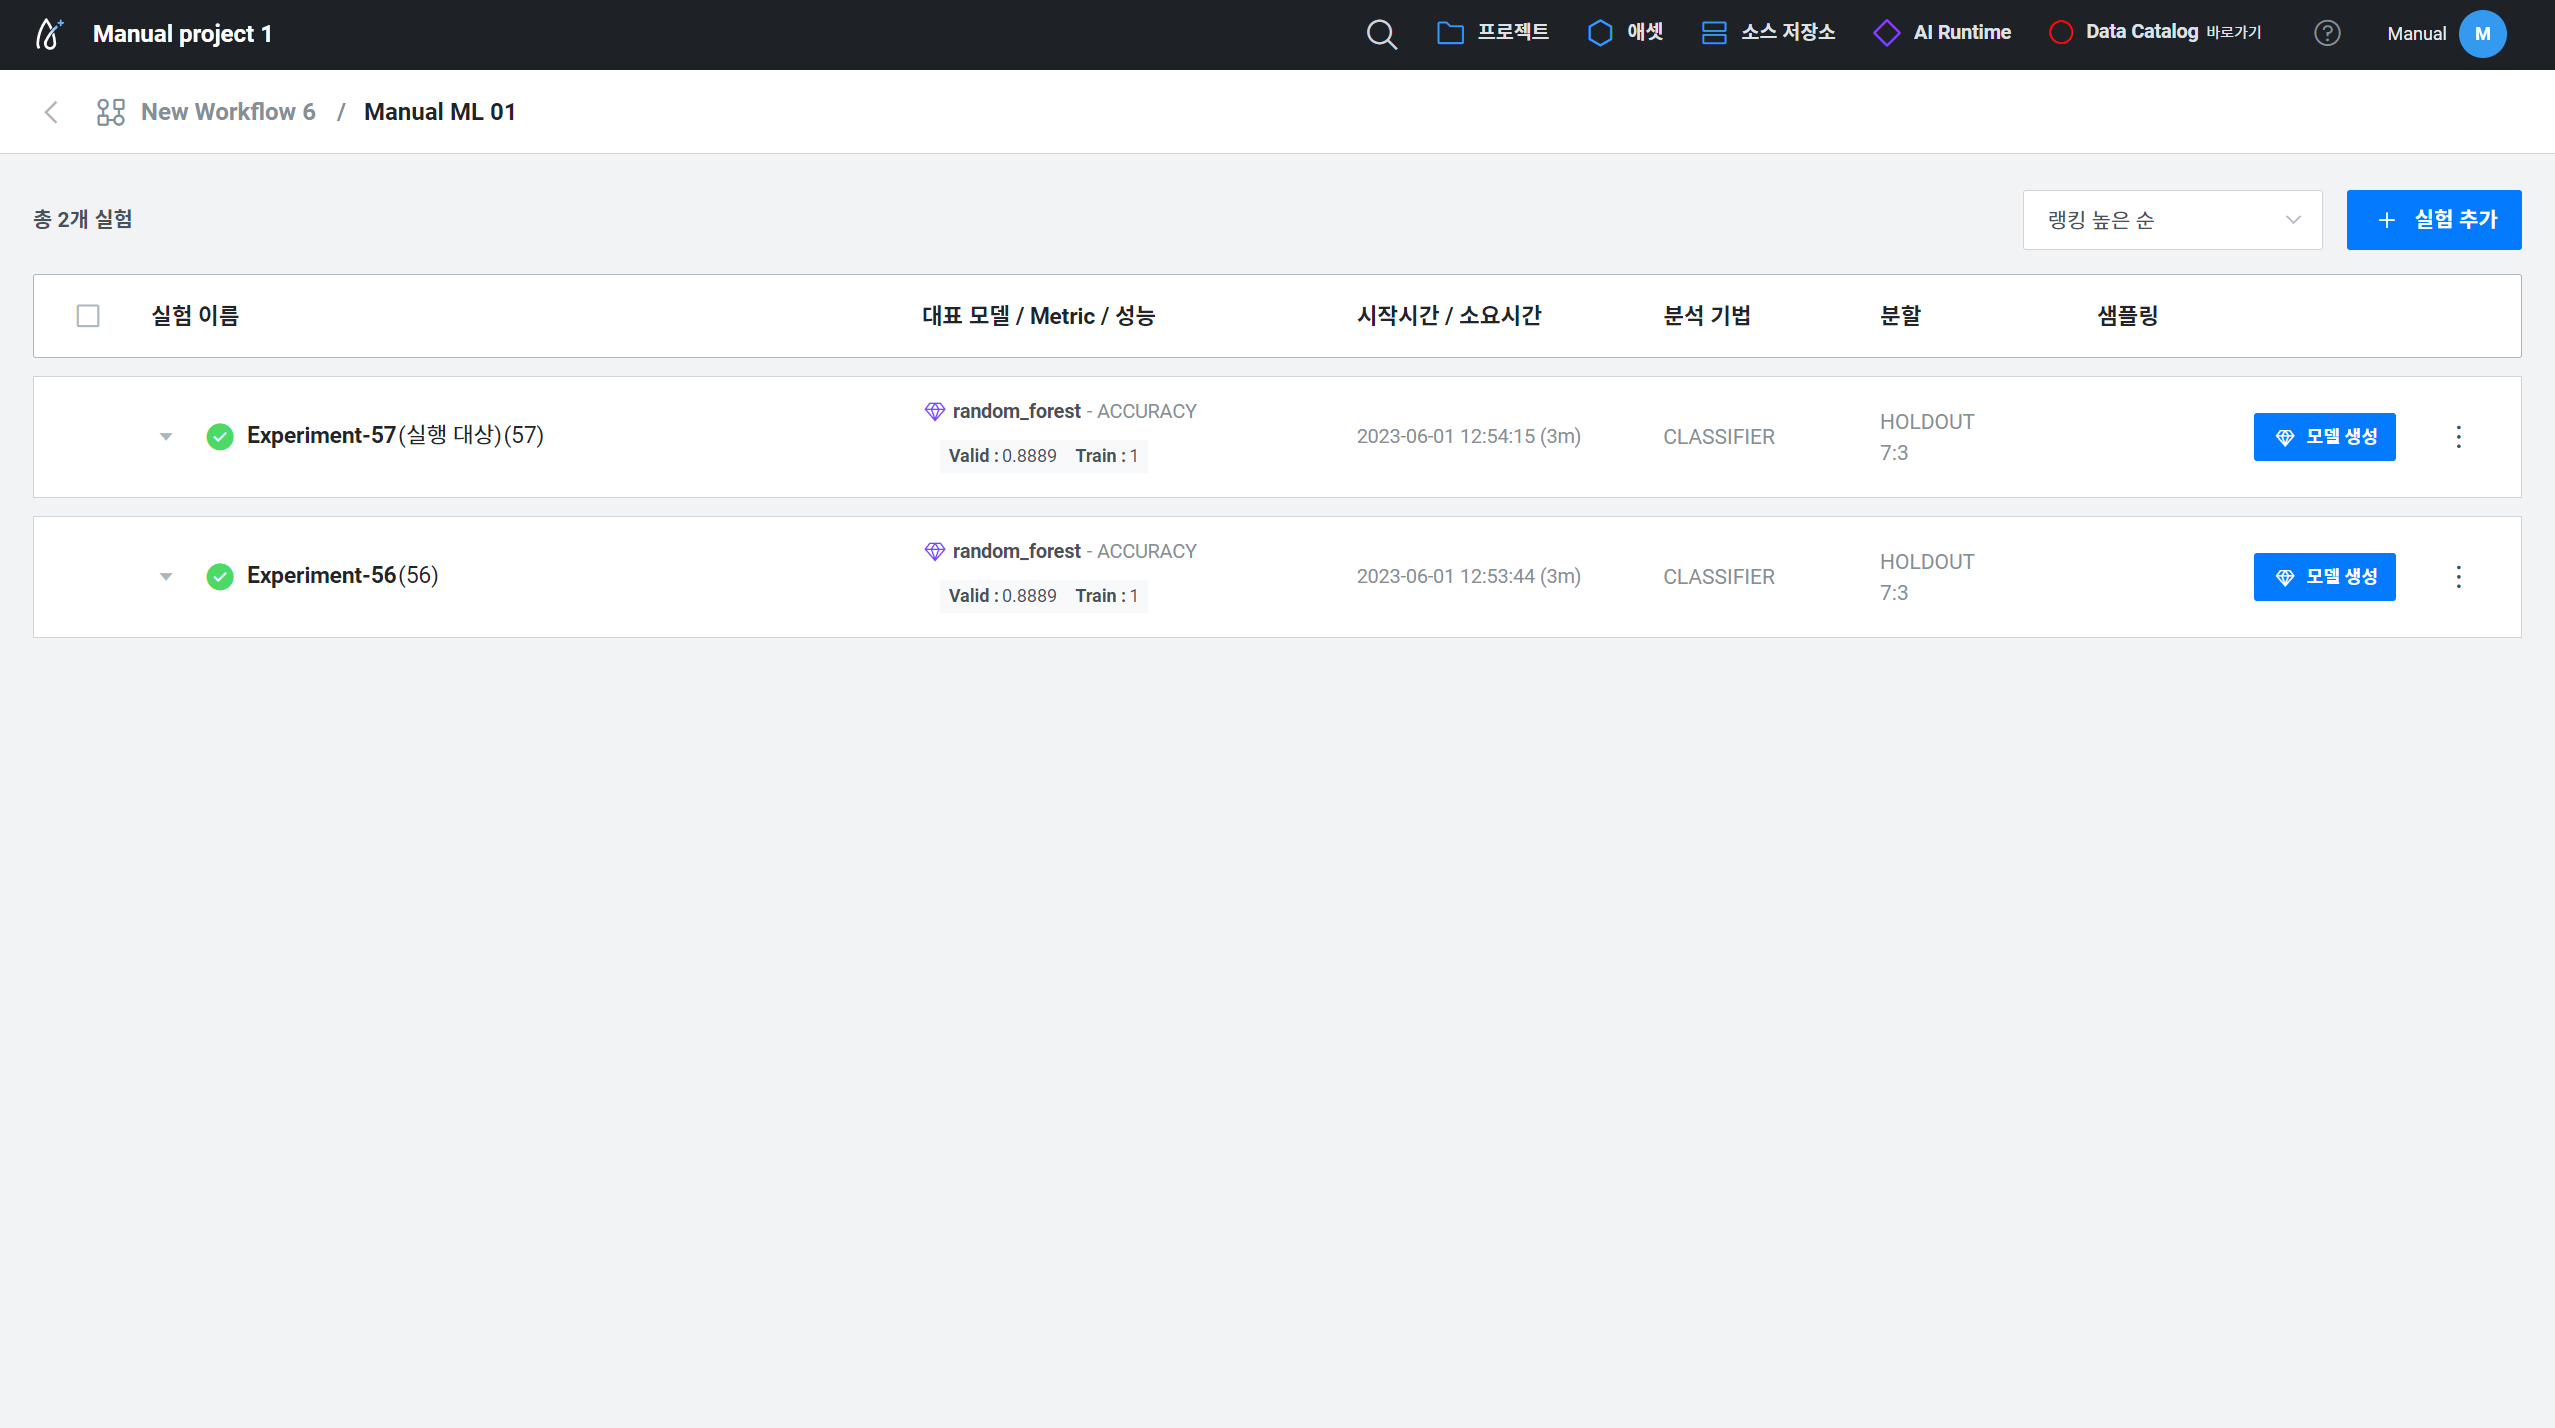 Manual project 1
프로젝트
애셋
소스 저장소
AI Runtime
Data Catalog 바로가기
?
Manual
M
New Workflow 6 / Manual ML 01
총 2개 실험
랭킹 높은 순
+ 실험 추가
실험 이름
대표 모델 / Metric / 성능
시작시간 / 소요시간
분석 기법
분할
샘플링
Experiment-57(실행 대상)(57)
random_forest - ACCURACY
Valid : 0.8889 Train : 1
2023-06-01 12:54:15 (3m)
CLASSIFIER
HOLDOUT
7:3
모델 생성
Experiment-56(56)
random_forest - ACCURACY
Valid : 0.8889 Train : 1
2023-06-01 12:53:44 (3m)
CLASSIFIER
HOLDOUT
7:3
모델 생성